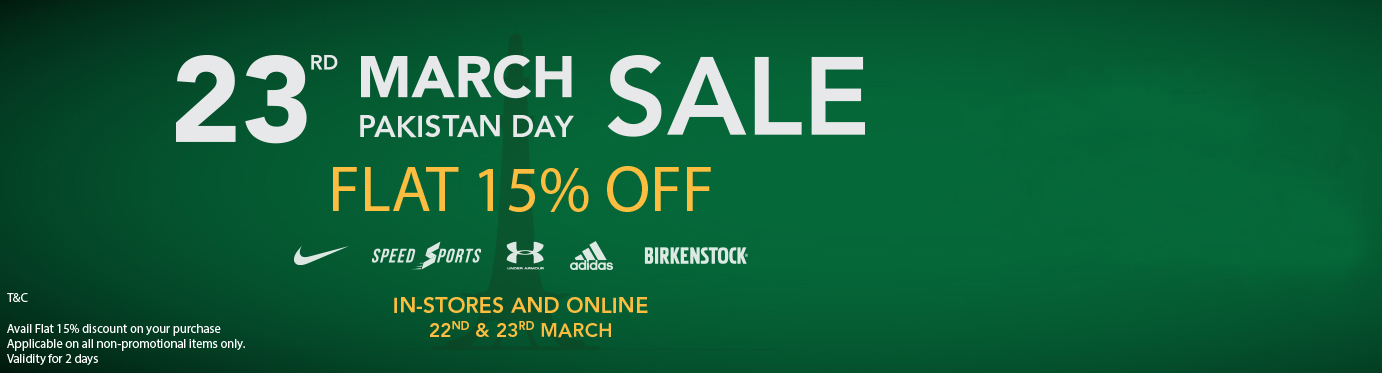 23RD MARCH SALE
PAKISTAN DAY
FLAT 15% OFF
SPEED SPORTS UNDER ARMOUR adidas BIRKENSTOCK
IN-STORES AND ONLINE
22ND & 23RD MARCH
T&C
Avail Flat 15% discount on your purchase
Applicable on all non-promotional items only.
Validity for 2 days